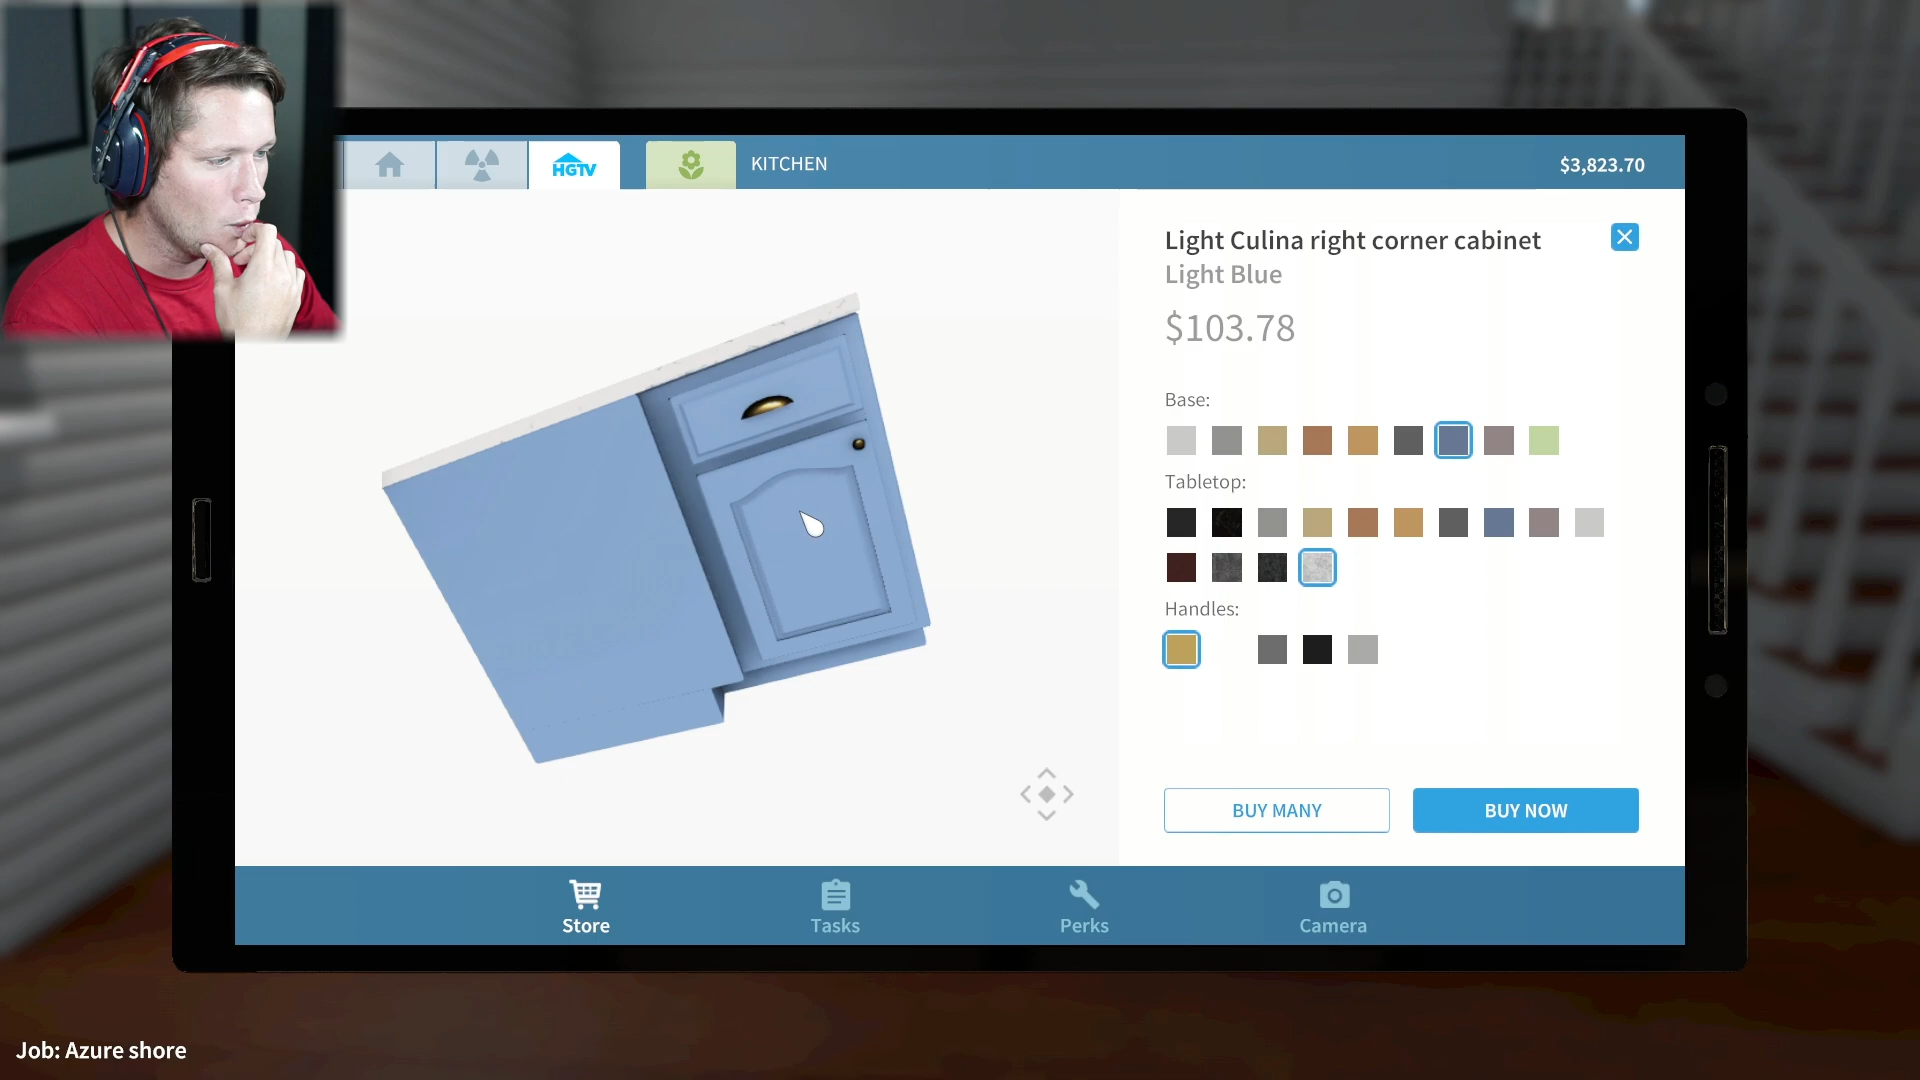 HGTV
KITCHEN
$3,823.70
Light Culina right corner cabinet
Light Blue
$103.78
Base:
Tabletop:
Handles:
BUY MANY
BUY NOW
Store
Tasks
Perks
Camera
Job: Azure shore